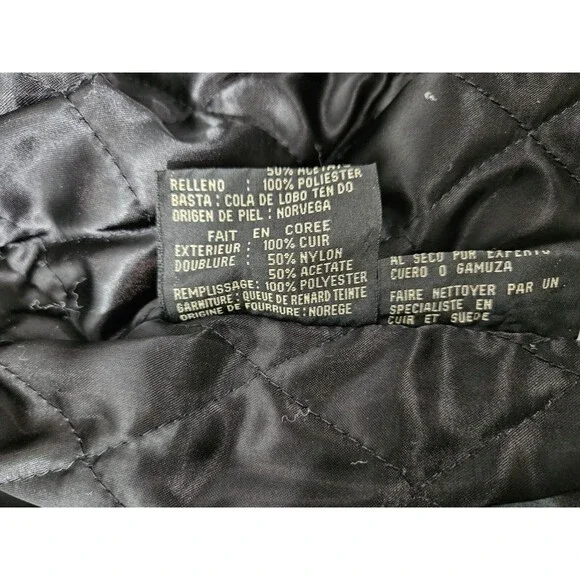 50% ACETATE
RELLENO : 100% POLIESTER
BASTA : COLA DE LOBO TEN DO
ORIGEN DE PIEL : NORVEGA
FAIT EN COREE
EXTERIEUR : 100% CUIR
DOUBLURE : 50% NYLON
50% ACETATE
REMPLISSAGE: 100% POLYESTER
GARNITURE: QUEUE DE RENARD TEINTE
ORIGINE DE FOURRURE: NOREGE
AL SECO POR EXPERTO
CUERO O GAMUZA
FAIRE NETTOYER PAR UN
SPECIALISTE EN
CUIR ET SUEDE